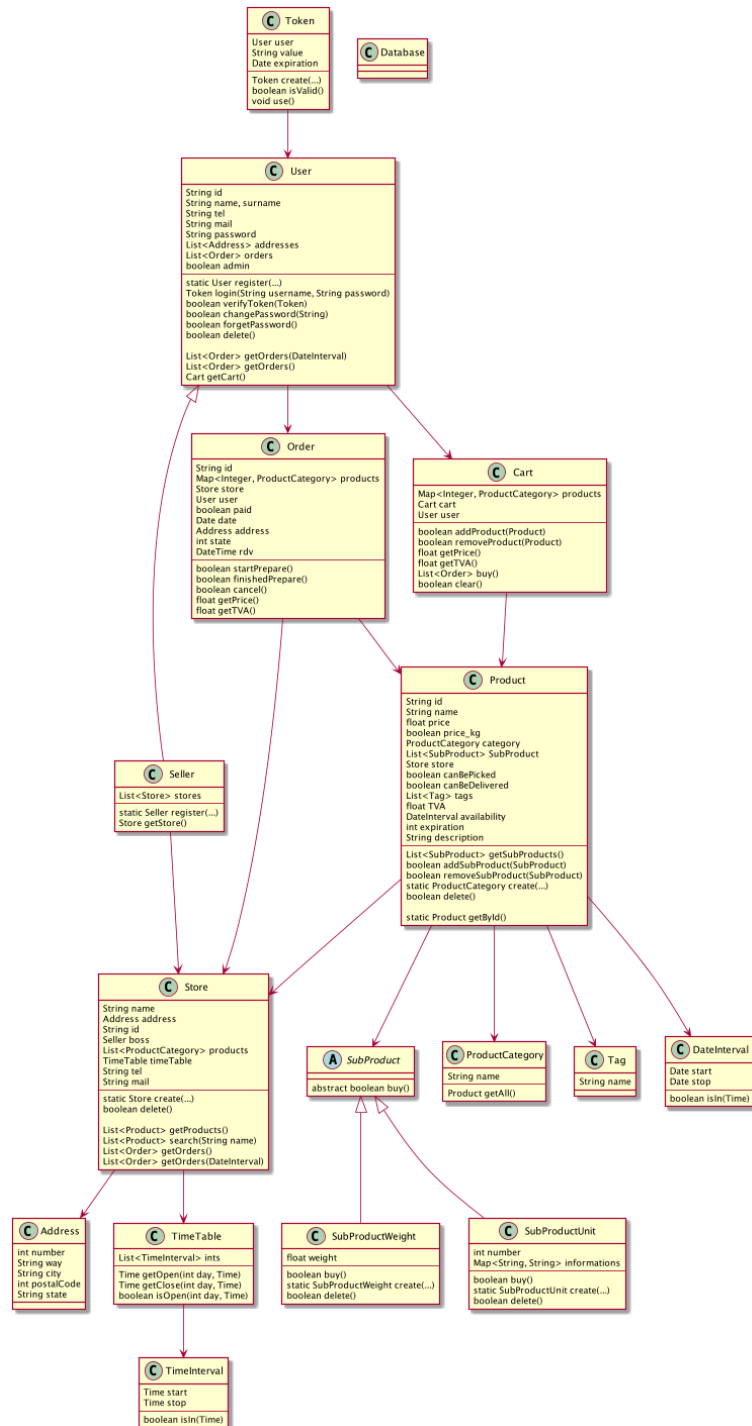 C Token
User user
String value
Date expiration
Token create(...)
boolean isValid()
void use()
C Database
C User
String id
String name, surname
String tel
String mail
String password
List<Address> addresses
List<Order> orders
boolean admin
static User register(...)
Token login(String username, String password)
boolean verifyToken(Token)
boolean changePassword(String)
boolean forgetPassword()
boolean delete()
List<Order> getOrders(DateInterval)
List<Order> getOrders()
Cart getCart()
C Order
String id
Map<Integer, ProductCategory> products
Store store
User user
boolean paid
Date date
Address address
int state
DateTime rdv
boolean startPrepare()
boolean finishedPrepare()
boolean cancel()
float getPrice()
float getTVA()
C Cart
Map<Integer, ProductCategory> products
Cart cart
User user
boolean addProduct(Product)
boolean removeProduct(Product)
float getPrice()
float getTVA()
List<Order> buy()
boolean clear()
C Product
String id
String name
float price
boolean price_kg
ProductCategory category
List<SubProduct> SubProduct
Store store
boolean canBePicked
boolean canBeDelivered
List<Tag> tags
float TVA
DateInterval availability
int expiration
String description
List<SubProduct> getSubProducts()
boolean addSubProduct(SubProduct)
boolean removeSubProduct(SubProduct)
static ProductCategory create(...)
boolean delete()
static Product getById()
C Seller
List<Store> stores
static Seller register(...)
Store getStore()
C Store
String name
Address address
String id
Seller boss
List<ProductCategory> products
TimeTable timeTable
String tel
String mail
static Store create(...)
boolean delete()
List<Product> getProducts()
List<Product> search(String name)
List<Order> getOrders()
List<Order> getOrders(DateInterval)
A SubProduct
abstract boolean buy()
C ProductCategory
String name
Product getAll()
C Tag
String name
C DateInterval
Date start
Date stop
boolean isIn(Time)
C Address
int number
String way
String city
int postalCode
String state
C TimeTable
List<TimeInterval> ints
Time getOpen(int day, Time)
Time getClose(int day, Time)
boolean isOpen(int day, Time)
C SubProductWeight
float weight
boolean buy()
static SubProductWeight create(...)
boolean delete()
C SubProductUnit
int number
Map<String, String> informations
boolean buy()
static SubProductUnit create(...)
boolean delete()
C TimeInterval
Time start
Time stop
boolean isIn(Time)